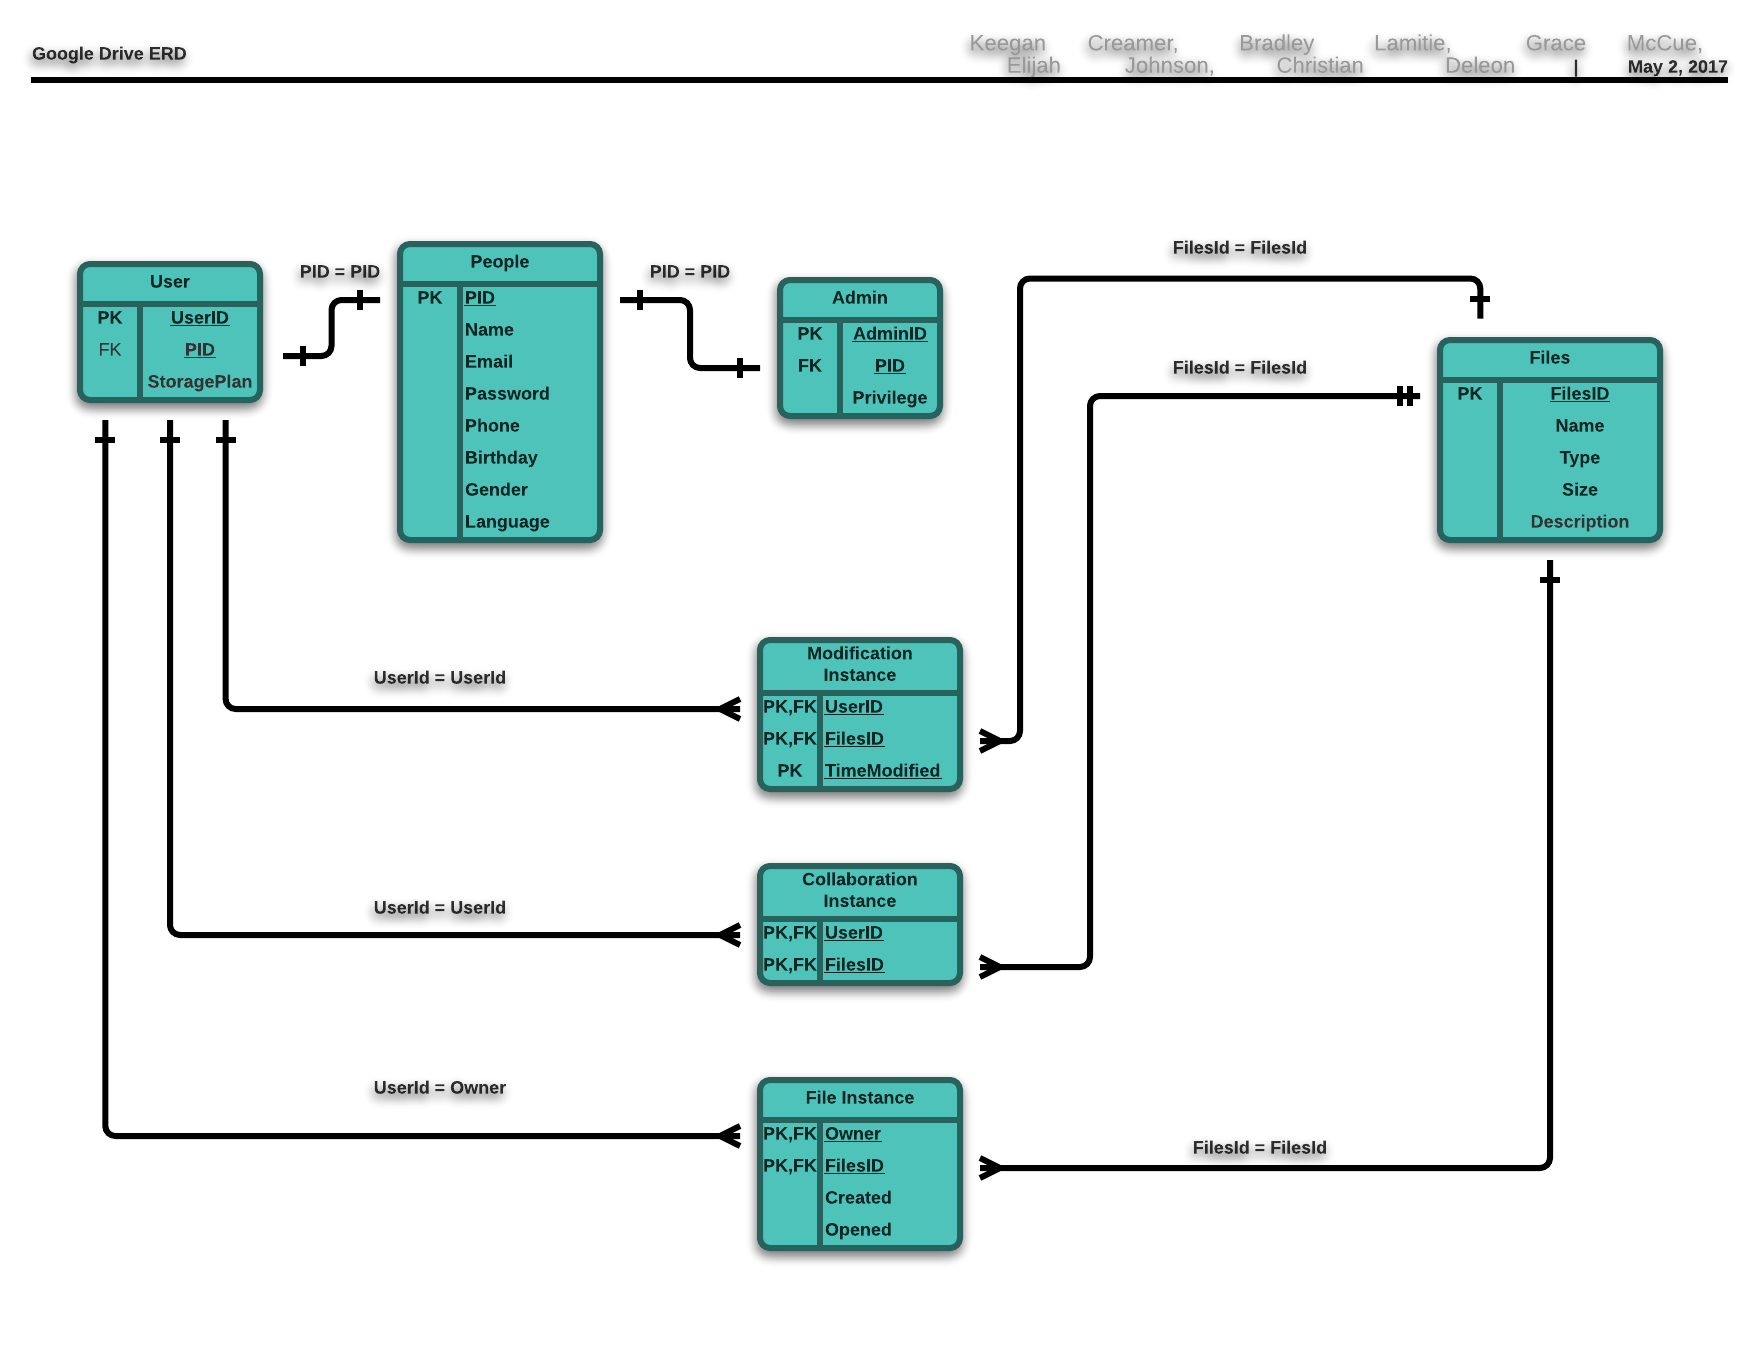 Google Drive ERD
Keegan Creamer, Bradley Lamitie, Grace McCue,
Elijah Johnson, Christian Deleon | May 2, 2017
User
PK UserID
FK PID
StoragePlan
PID = PID
People
PK PID
Name
Email
Password
Phone
Birthday
Gender
Language
PID = PID
Admin
PK AdminID
FK PID
Privilege
FilesId = FilesId
FilesId = FilesId
Files
PK FilesID
Name
Type
Size
Description
UserId = UserId
Modification
Instance
PK,FK UserID
PK,FK FilesID
PK TimeModified
UserId = UserId
Collaboration
Instance
PK,FK UserID
PK,FK FilesID
UserId = Owner
File Instance
PK,FK Owner
PK,FK FilesID
Created
Opened
FilesId = FilesId